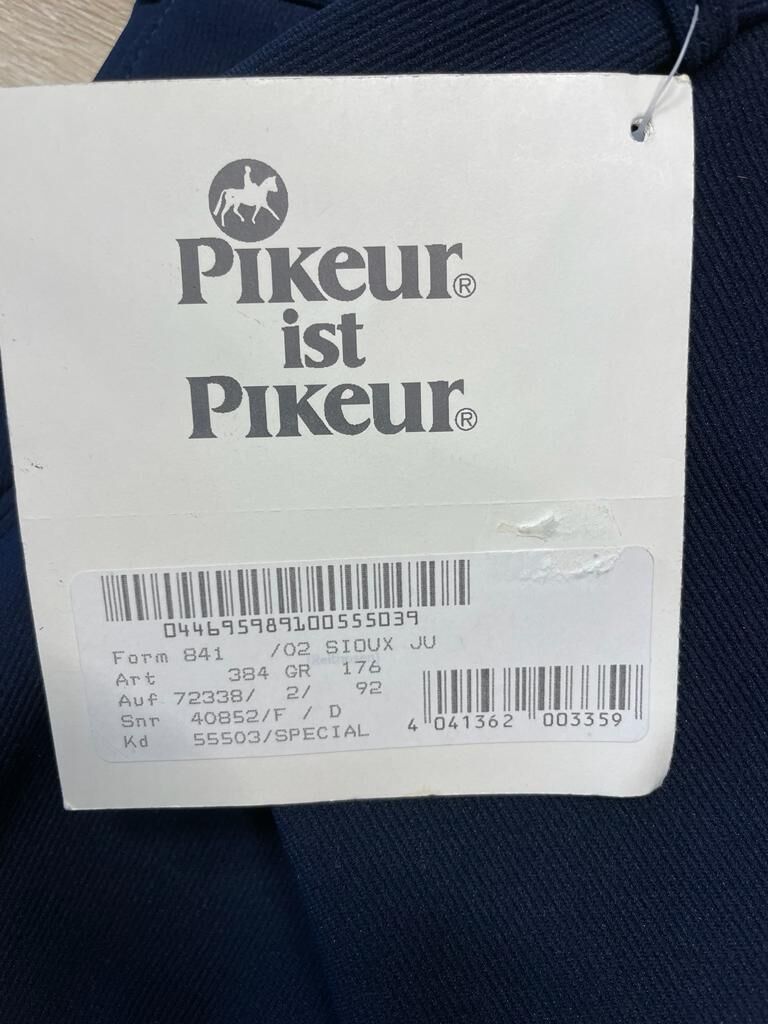 PIKeur®
ist
PIKeur®
044695989100555039
Form 841 /02 SIOUX JU
Art 384 GR 176
Auf 72338/ 2/ 92
Snr 40852/F / D
Kd 55503/SPECIAL
4 041362 003359